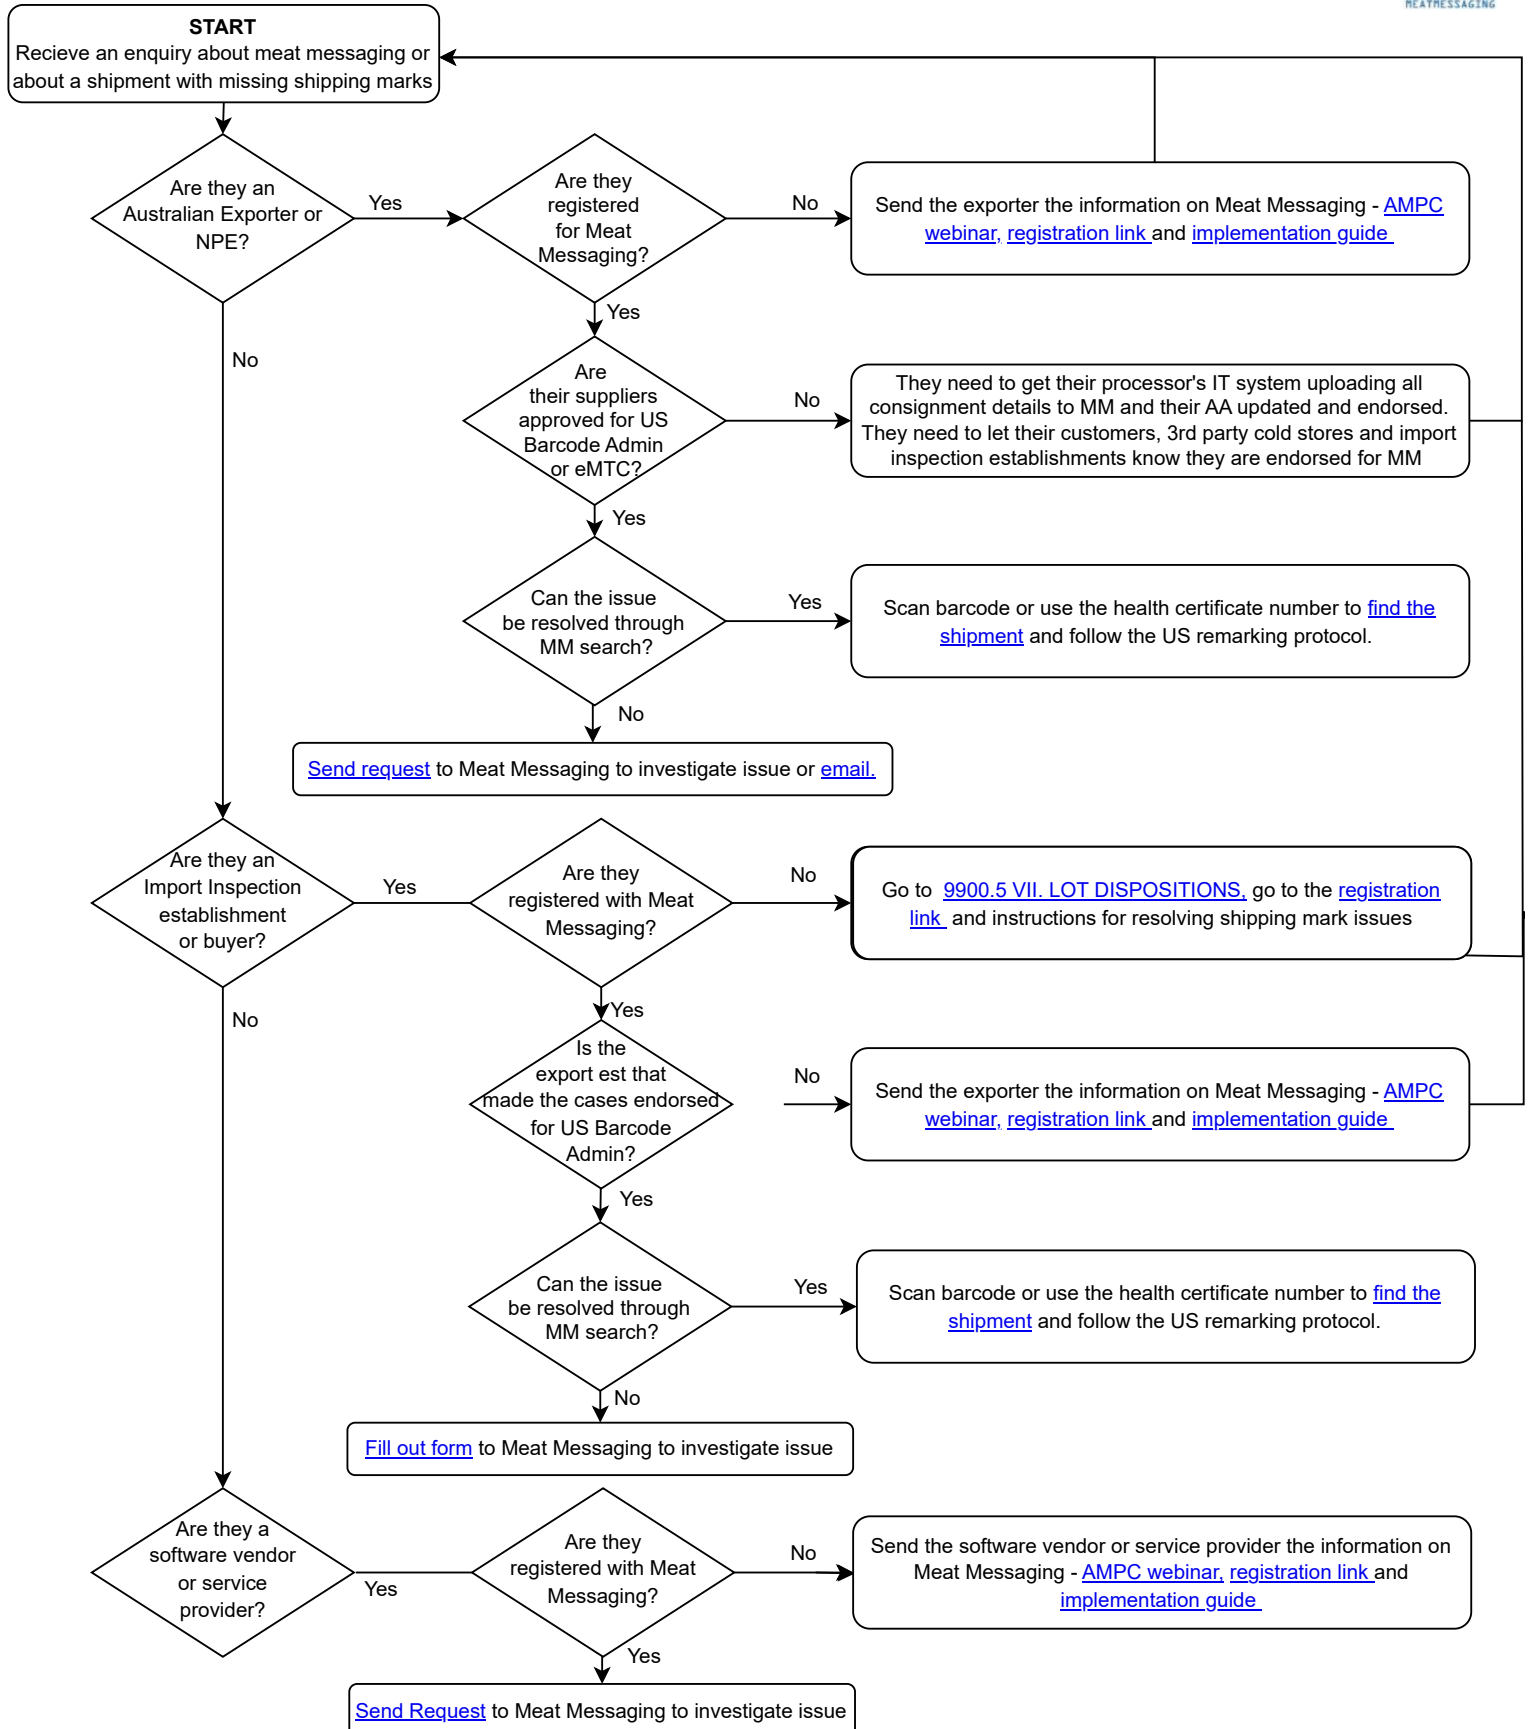 MEATMESSAGING
START
Recieve an enquiry about meat messaging or
about a shipment with missing shipping marks
Are they an
Australian Exporter or
NPE?
Yes
Are they
registered
for Meat
Messaging?
No
Send the exporter the information on Meat Messaging - AMPC
webinar, registration link and implementation guide
Yes
No
Are
their suppliers
approved for US
Barcode Admin
or eMTC?
No
They need to get their processor's IT system uploading all
consignment details to MM and their AA updated and endorsed.
They need to let their customers, 3rd party cold stores and import
inspection establishments know they are endorsed for MM
Yes
Can the issue
be resolved through
MM search?
Yes
Scan barcode or use the health certificate number to find the
shipment and follow the US remarking protocol.
No
Send request to Meat Messaging to investigate issue or email.
Are they an
Import Inspection
establishment
or buyer?
Yes
Are they
registered with Meat
Messaging?
No
Go to 9900.5 VII. LOT DISPOSITIONS, go to the registration
link and instructions for resolving shipping mark issues
Yes
No
Is the
export est that
made the cases endorsed
for US Barcode
Admin?
No
Send the exporter the information on Meat Messaging - AMPC
webinar, registration link and implementation guide
Yes
Can the issue
be resolved through
MM search?
Yes
Scan barcode or use the health certificate number to find the
shipment and follow the US remarking protocol.
No
Fill out form to Meat Messaging to investigate issue
Are they a
software vendor
or service
provider?
Yes
Are they
registered with Meat
Messaging?
No
Send the software vendor or service provider the information on
Meat Messaging - AMPC webinar, registration link and
implementation guide
Yes
Send Request to Meat Messaging to investigate issue